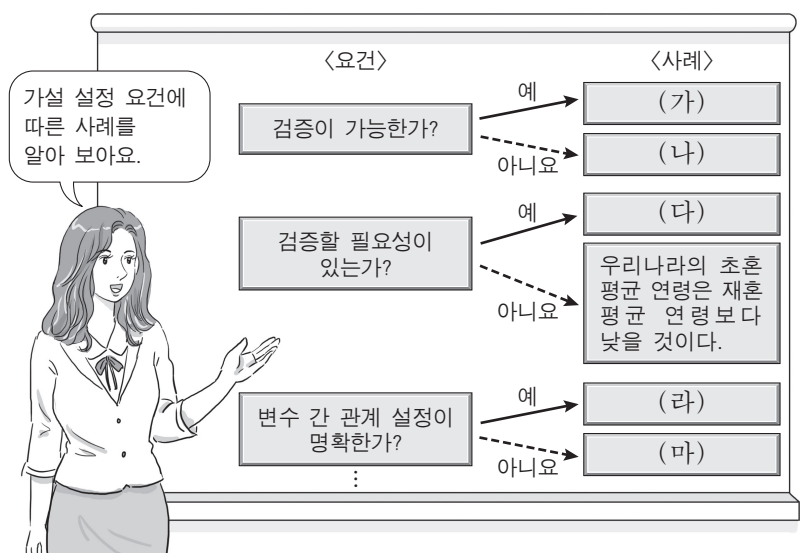 가설 설정 요건에
따른 사례를
알아 보아요.
〈요건〉
〈사례〉
검증이 가능한가?
예
(가)
아니요
(나)
검증할 필요성이
있는가?
예
(다)
아니요
우리나라의 초혼
평균 연령은 재혼
평균 연령보다
낮을 것이다.
변수 간 관계 설정이
명확한가?
예
(라)
아니요
(마)
⋮